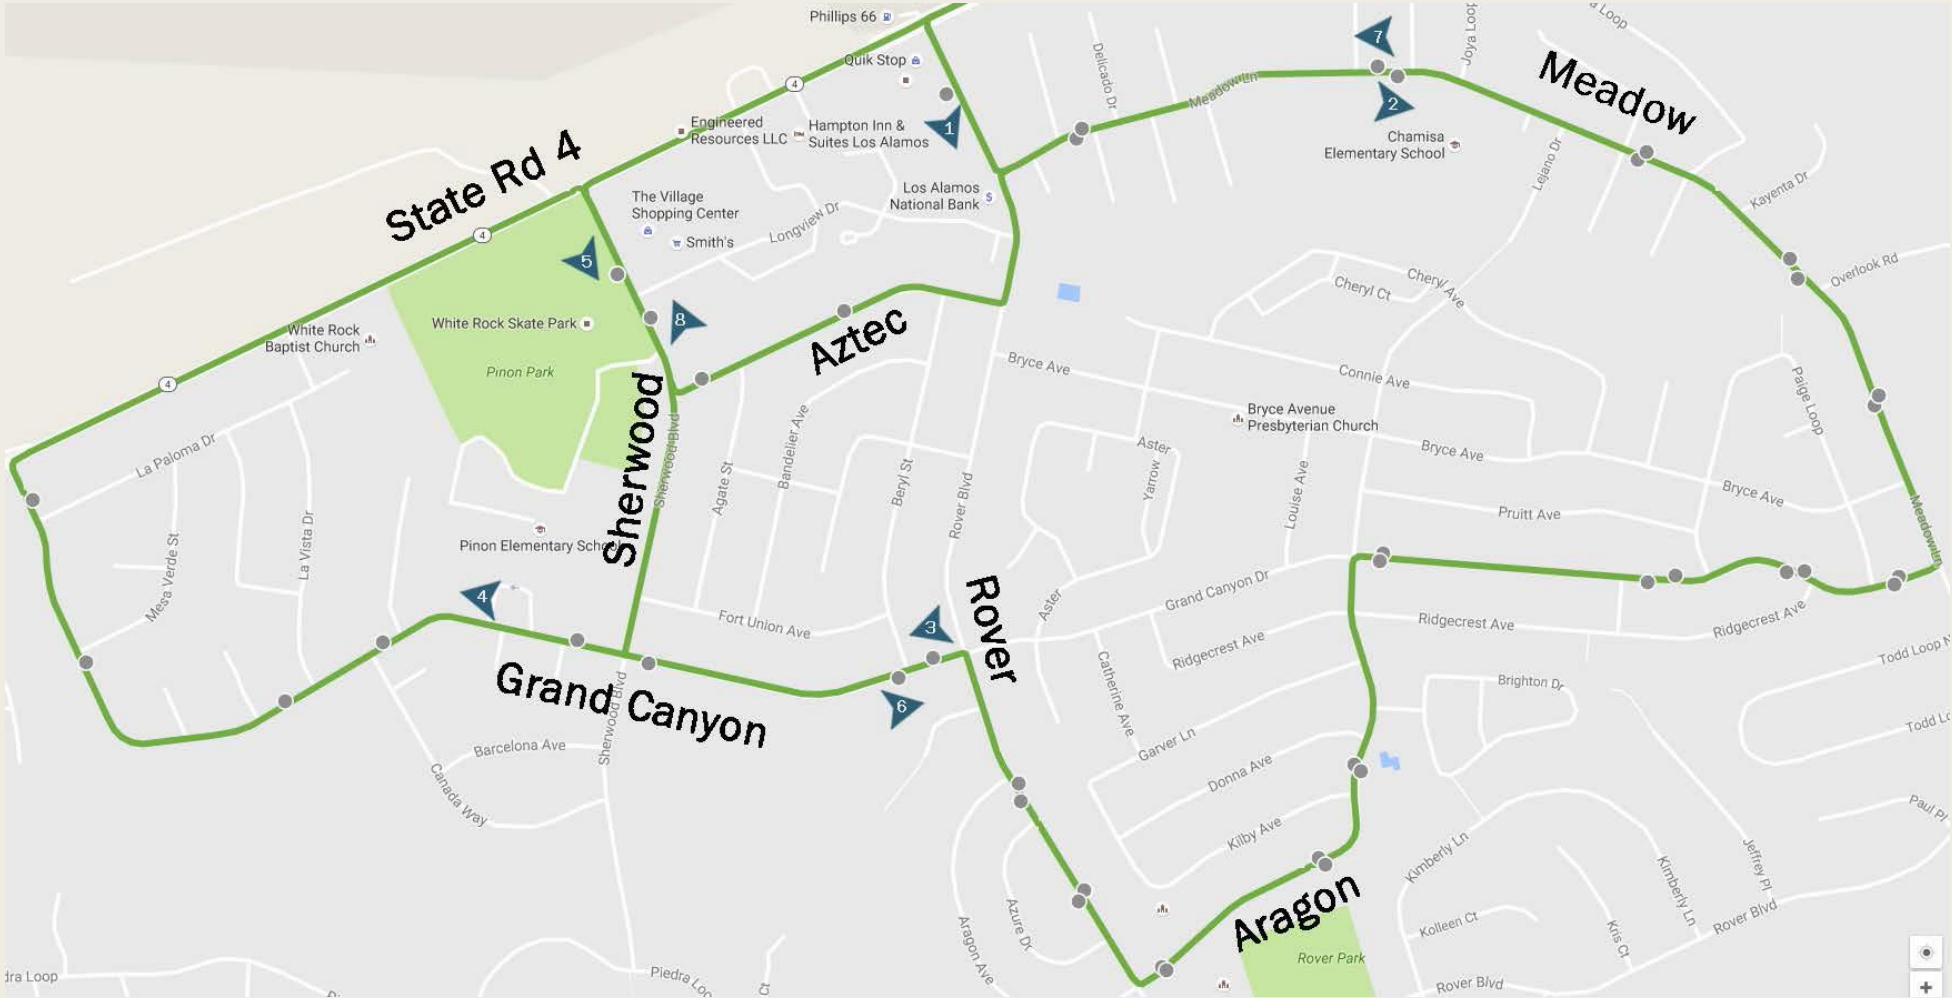 Phillips 66
Quik Stop
4
Engineered
Resources LLC
Hampton Inn &
Suites Los Alamos
1
State Rd 4
The Village
Shopping Center
Smith's
Longview Dr
Los Alamos
National Bank
Delicado Dr
Meadow Ln
7
2
Joya Loop
Meadow
Chamisa
Elementary School
Lejano Dr
Kayenta Dr
Overlook Rd
4
5
8
White Rock Skate Park
Pinon Park
White Rock
Baptist Church
4
Aztec
Cheryl Ct
Cheryl Ave
Bryce Ave
Connie Ave
Paige Loop
Bryce Avenue
Presbyterian Church
Bryce Ave
Bryce Ave
Meadow Ln
La Paloma Dr
Mesa Verde St
La Vista Dr
Sherwood
Sherwood Blvd
Agate St
Bandelier Ave
Beryl St
Rover Blvd
Aster
Yarrow
Louise Ave
Pruitt Ave
Pinon Elementary School
4
Fort Union Ave
3
Rover
Aster
Grand Canyon Dr
Ridgecrest Ave
Ridgecrest Ave
Ridgecrest Ave
Todd Loop N
Grand Canyon
6
Sherwood Blvd
Catherine Ave
Garver Ln
Brighton Dr
Barcelona Ave
Canada Way
Donna Ave
Kilby Ave
Kimberly Ln
Kimberly Ln
Jeffrey Pl
Paul Pl
Aragon
Aragon Ave
Azure Dr
Rover Park
Kolleen Ct
Kris Ct
Rover Blvd
Rover Blvd
dra Loop
Piedra Loo
Ct
+